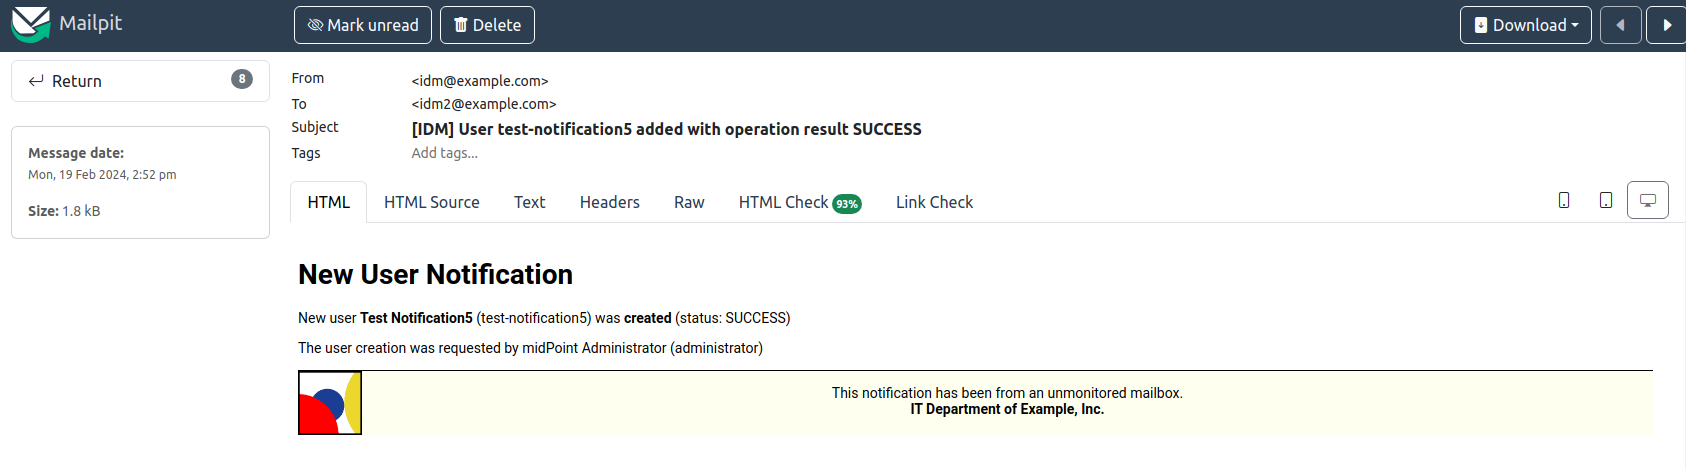 Mailpit
Mark unread
Delete
Download
Return
8
Message date:
Mon, 19 Feb 2024, 2:52 pm
Size: 1.8 kB
From <idm@example.com>
To <idm2@example.com>
Subject [IDM] User test-notification5 added with operation result SUCCESS
Tags Add tags...
HTML HTML Source Text Headers Raw HTML Check 93% Link Check
New User Notification
New user Test Notification5 (test-notification5) was created (status: SUCCESS)
The user creation was requested by midPoint Administrator (administrator)
This notification has been from an unmonitored mailbox.
IT Department of Example, Inc.